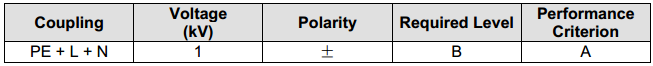 Coupling Voltage (kV) Polarity Required Level Performance Criterion
PE + L + N 1 ± B A